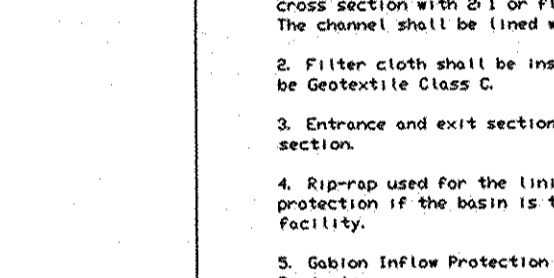 cross section with 2:1 or fl
The channel shall be lined w
2. Filter cloth shall be ins
be Geotextile Class C.
3. Entrance and exit section
section.
4. Rip-rap used for the lini
protection if the basin is t
facility.
5. Gabion Inflow Protection